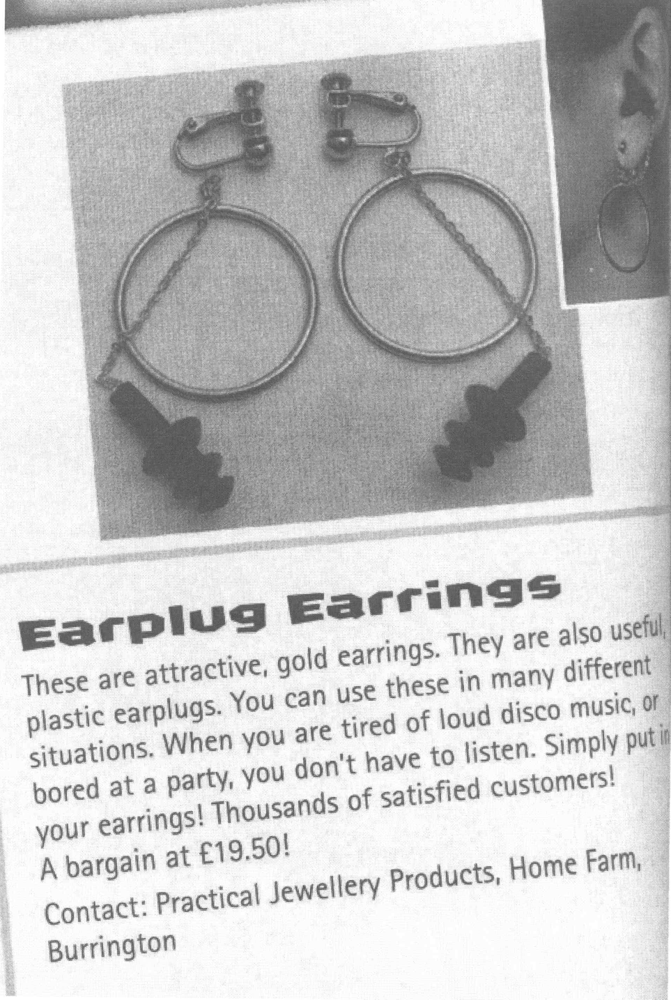 Earplug Earrings
These are attractive, gold earrings. They are also useful,
plastic earplugs. You can use these in many different
situations. When you are tired of loud disco music, or
bored at a party, you don't have to listen. Simply put in
your earrings! Thousands of satisfied customers!
A bargain at £19.50!
Contact: Practical Jewellery Products, Home Farm,
Burrington